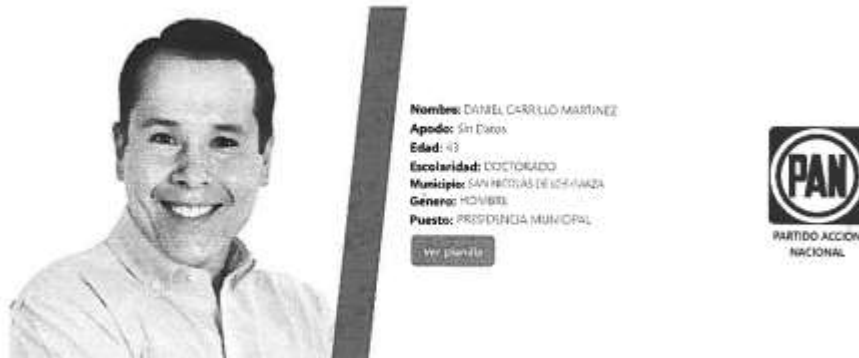 Nombre: DANIEL CARRILLO MARTINEZ
Apodo: Sin Datos
Edad: 43
Escolaridad: DOCTORADO
Municipio: SAN NICOLÁS DE LOS GARZA
Género: HOMBRE
Puesto: PRESIDENCIA MUNICIPAL
Ver planilla
PAN
PARTIDO ACCION
NACIONAL